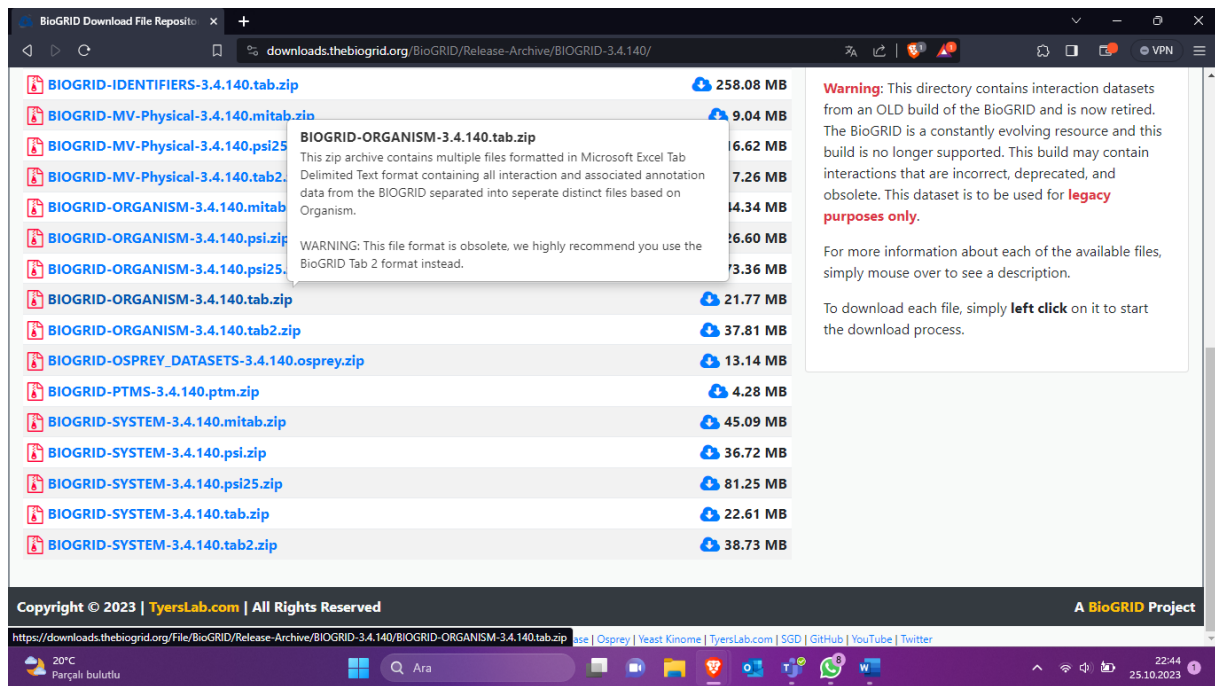 BioGRID Download File Reposito
downloads.thebiogrid.org/BioGRID/Release-Archive/BIOGRID-3.4.140/
VPN
BIOGRID-IDENTIFIERS-3.4.140.tab.zip 258.08 MB
BIOGRID-MV-Physical-3.4.140.mitab.zip 9.04 MB
BIOGRID-MV-Physical-3.4.140.psi25 6.62 MB
BIOGRID-MV-Physical-3.4.140.tab2. 7.26 MB
BIOGRID-ORGANISM-3.4.140.mitab 4.34 MB
BIOGRID-ORGANISM-3.4.140.psi.zip 6.60 MB
BIOGRID-ORGANISM-3.4.140.psi25. 3.36 MB
BIOGRID-ORGANISM-3.4.140.tab.zip 21.77 MB
BIOGRID-ORGANISM-3.4.140.tab2.zip 37.81 MB
BIOGRID-OSPREY_DATASETS-3.4.140.osprey.zip 13.14 MB
BIOGRID-PTMS-3.4.140.ptm.zip 4.28 MB
BIOGRID-SYSTEM-3.4.140.mitab.zip 45.09 MB
BIOGRID-SYSTEM-3.4.140.psi.zip 36.72 MB
BIOGRID-SYSTEM-3.4.140.psi25.zip 81.25 MB
BIOGRID-SYSTEM-3.4.140.tab.zip 22.61 MB
BIOGRID-SYSTEM-3.4.140.tab2.zip 38.73 MB
BIOGRID-ORGANISM-3.4.140.tab.zip
This zip archive contains multiple files formatted in Microsoft Excel Tab
Delimited Text format containing all interaction and associated annotation
data from the BIOGRID separated into seperate distinct files based on
Organism.
WARNING: This file format is obsolete, we highly recommend you use the
BioGRID Tab 2 format instead.
Warning: This directory contains interaction datasets
from an OLD build of the BioGRID and is now retired.
The BioGRID is a constantly evolving resource and this
build is no longer supported. This build may contain
interactions that are incorrect, deprecated, and
obsolete. This dataset is to be used for legacy
purposes only.
For more information about each of the available files,
simply mouse over to see a description.
To download each file, simply left click on it to start
the download process.
Copyright © 2023 | TyersLab.com | All Rights Reserved
A BioGRID Project
https://downloads.thebiogrid.org/File/BioGRID/Release-Archive/BIOGRID-3.4.140/BIOGRID-ORGANISM-3.4.140.tab.zip
ase | Osprey | Yeast Kinome | TyersLab.com | SGD | GitHub | YouTube | Twitter
20°C
Parçalı bulutlu
Ara
8
22:44
25.10.2023
1